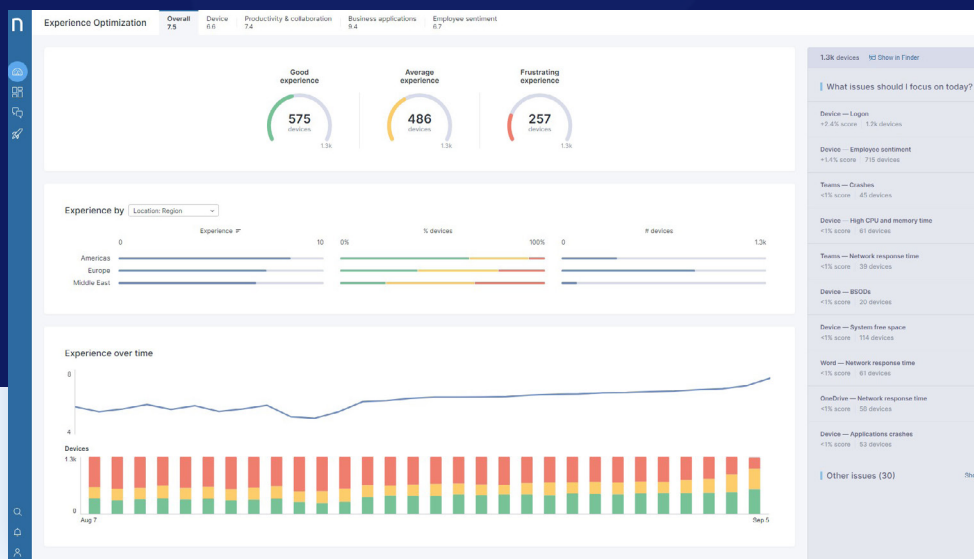 n
Experience Optimization
Overall
7.5
Device
6.6
Productivity & collaboration
7.4
Business applications
9.4
Employee sentiment
6.7
Good
experience
575
devices
1.3k
Average
experience
486
devices
1.3k
Frustrating
experience
257
devices
1.3k
Experience by Location: Region
Experience
% devices
# devices
0 10 0% 100% 0 1.3k
Americas
Europe
Middle East
Experience over time
8
4
Devices
1.3k
0
Aug 7 Sep 5
1.3k devices Show in Finder
What issues should I focus on today?
Device — Logon
+2.4% score 1.2k devices
Device — Employee sentiment
+1.4% score 715 devices
Teams — Crashes
<1% score 45 devices
Device — High CPU and memory time
<1% score 61 devices
Teams — Network response time
<1% score 39 devices
Device — BSODs
<1% score 20 devices
Device — System free space
<1% score 114 devices
Word — Network response time
<1% score 61 devices
OneDrive — Network response time
<1% score 55 devices
Device — Applications crashes
<1% score 53 devices
Other issues (30)